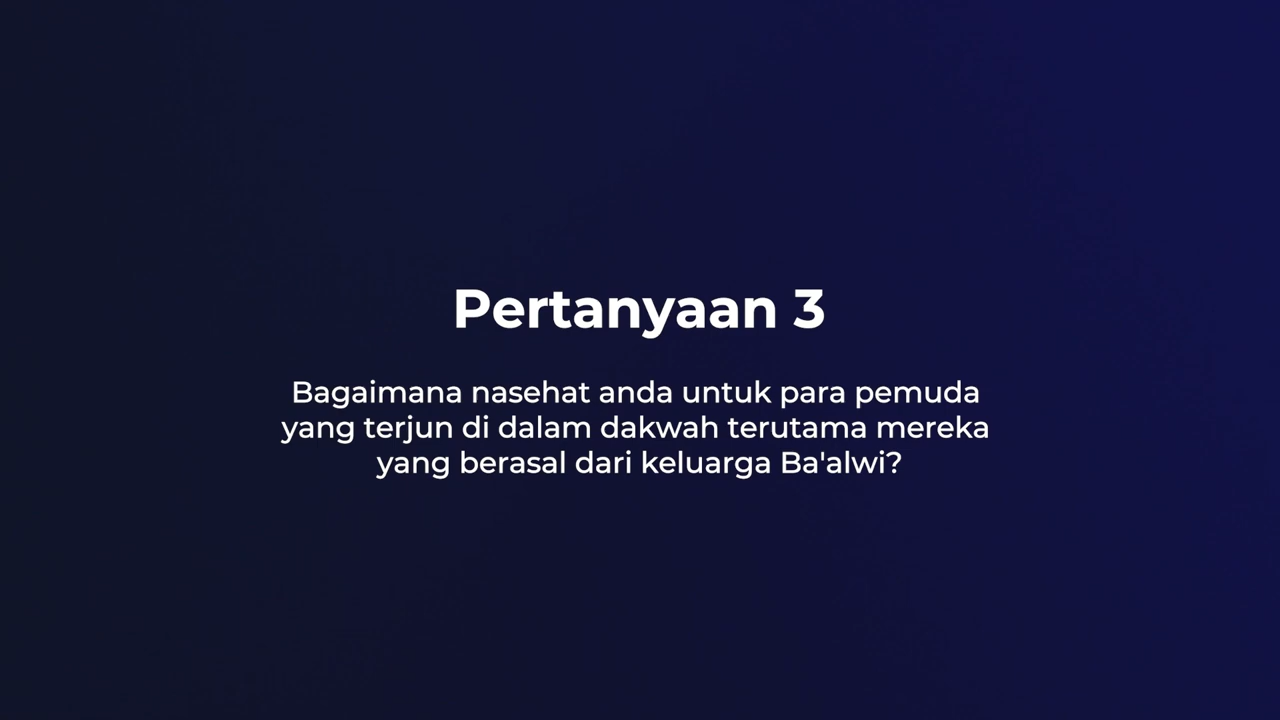 Pertanyaan 3
Bagaimana nasehat anda untuk para pemuda
yang terjun di dalam dakwah terutama mereka
yang berasal dari keluarga Ba'alwi?